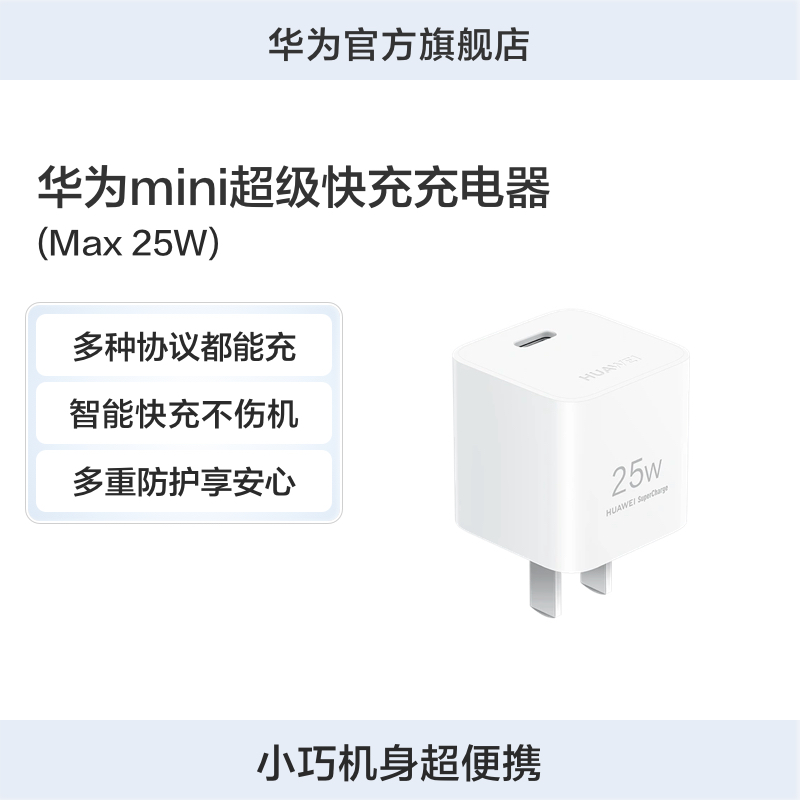 华为官方旗舰店
华为mini超级快充充电器
(Max 25W)
多种协议都能充
智能快充不伤机
多重防护享安心
HUAWEI
25W
HUAWEI SuperCharge
小巧机身超便携